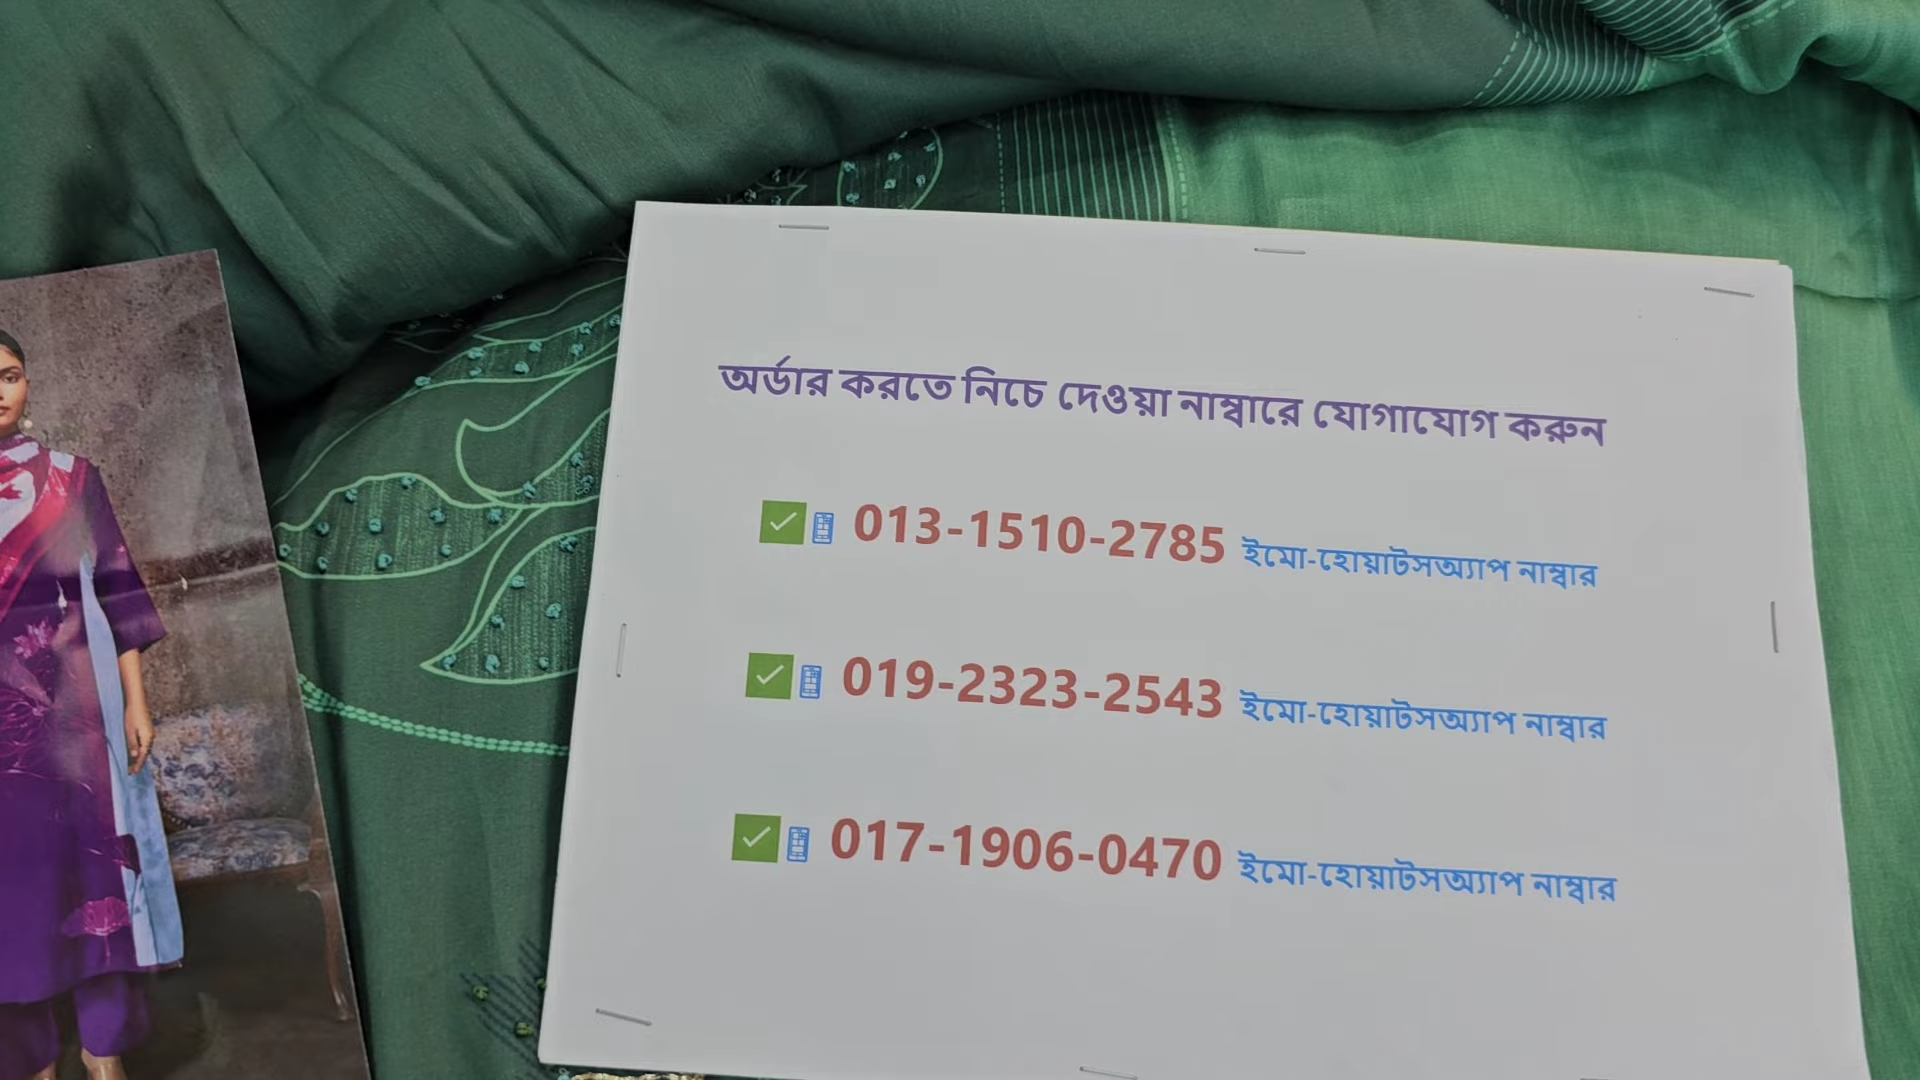 অর্ডার করতে নিচে দেওয়া নাম্বারে যোগাযোগ করুন
✅📱 013-1510-2785 ইমো-হোয়াটসঅ্যাপ নাম্বার
✅📱 019-2323-2543 ইমো-হোয়াটসঅ্যাপ নাম্বার
✅📱 017-1906-0470 ইমো-হোয়াটসঅ্যাপ নাম্বার